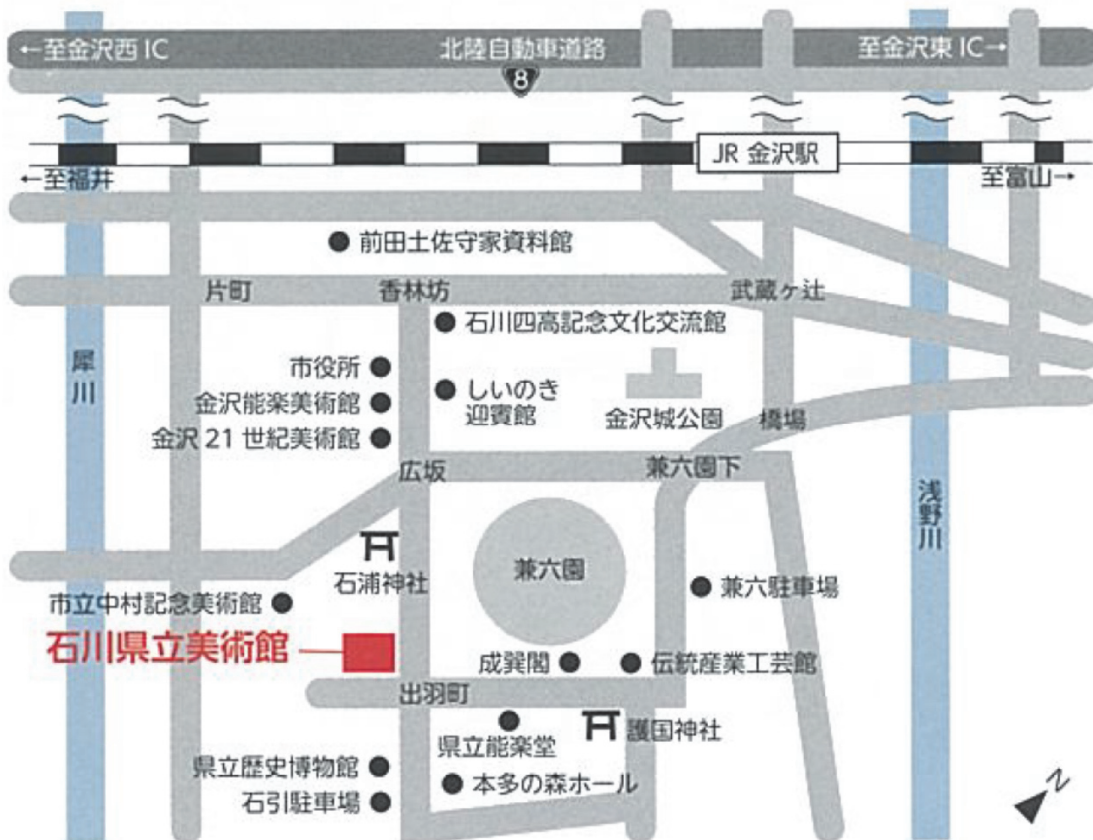 ←至金沢西IC
北陸自動車道路
至金沢東IC→
8
JR 金沢駅
←至福井
至富山→
前田土佐守家資料館
片町
香林坊
武蔵ヶ辻
石川四高記念文化交流館
犀川
市役所
しいのき
迎賓館
金沢能楽美術館
金沢城公園
橋場
金沢 21 世紀美術館
広坂
兼六園下
浅野川
兼六園
石浦神社
兼六駐車場
市立中村記念美術館
石川県立美術館
成巽閣
伝統産業工芸館
出羽町
護国神社
県立能楽堂
県立歴史博物館
本多の森ホール
石引駐車場
N